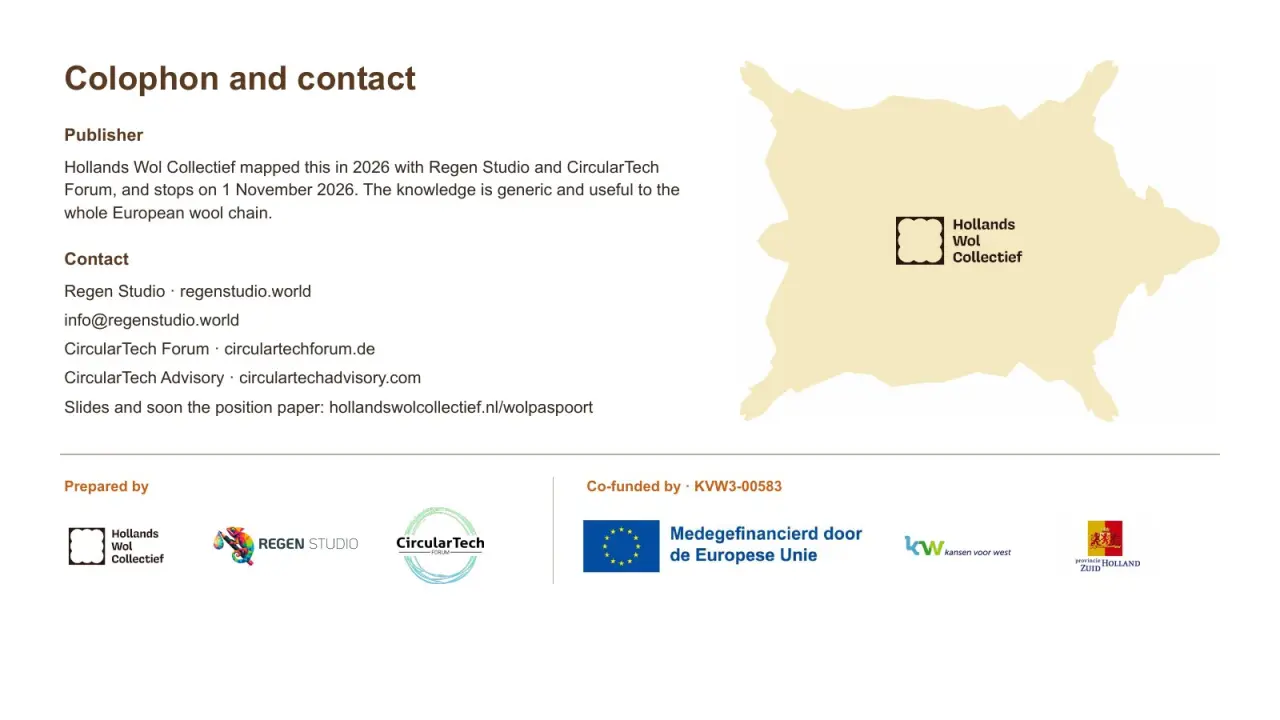 Colophon and contact
Publisher
Hollands Wol Collectief mapped this in 2026 with Regen Studio and CircularTech
Forum, and stops on 1 November 2026. The knowledge is generic and useful to the
whole European wool chain.
Contact
Regen Studio · regenstudio.world
info@regenstudio.world
CircularTech Forum · circulartechforum.de
CircularTech Advisory · circulartechadvisory.com
Slides and soon the position paper: hollandswolcollectief.nl/wolpaspoort
Hollands
Wol
Collectief
Prepared by
Hollands
Wol
Collectief
REGEN STUDIO
CircularTech
FORUM
Co-funded by · KVW3-00583
Medegefinancierd door
de Europese Unie
kw kansen voor west
provincie
ZUID HOLLAND